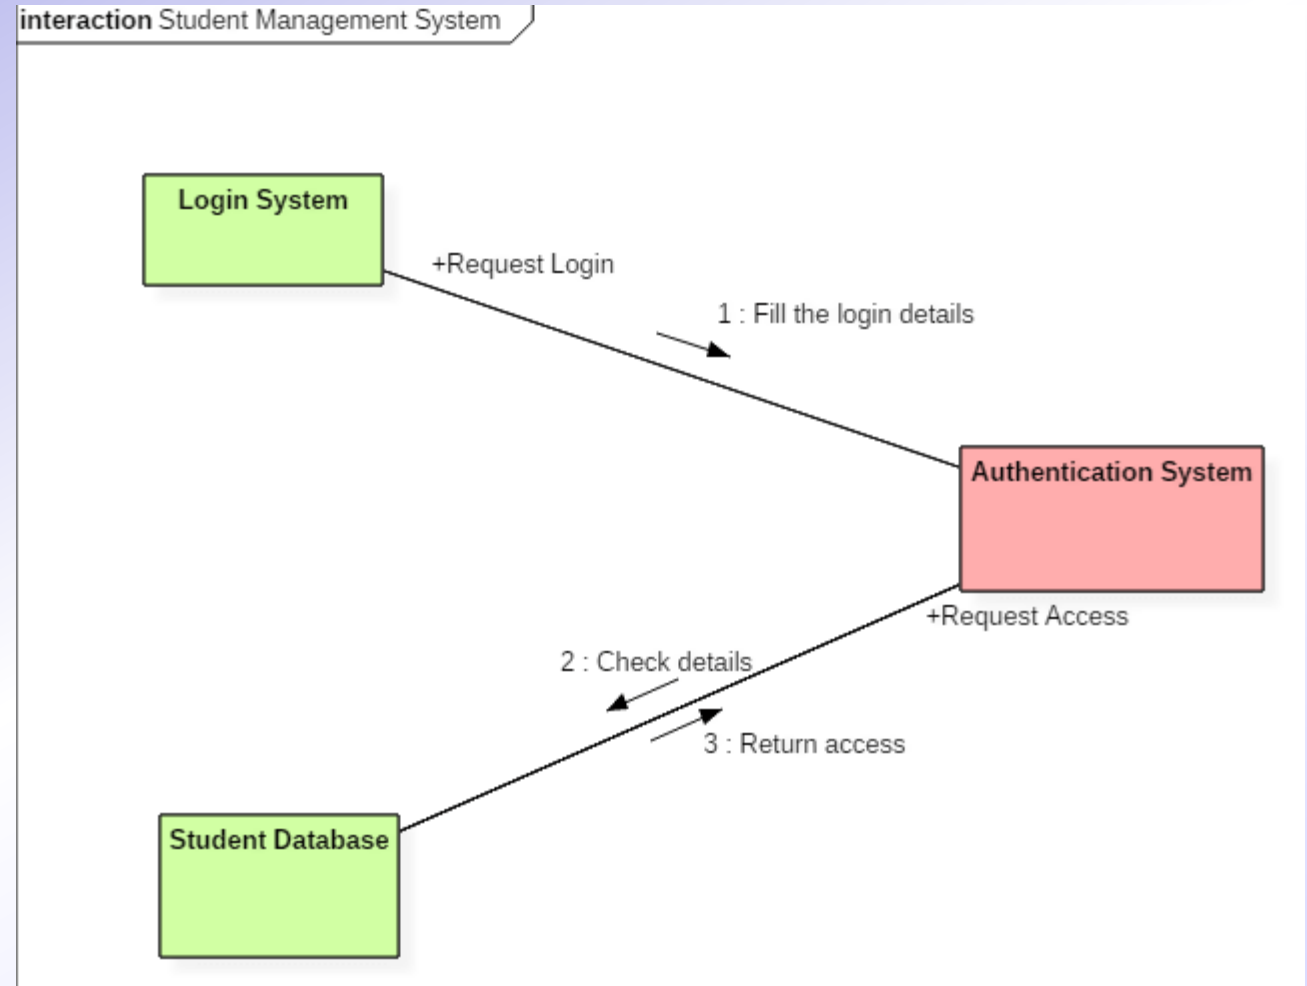 interaction Student Management System
Login System
+Request Login
1 : Fill the login details
Authentication System
+Request Access
2 : Check details
3 : Return access
Student Database